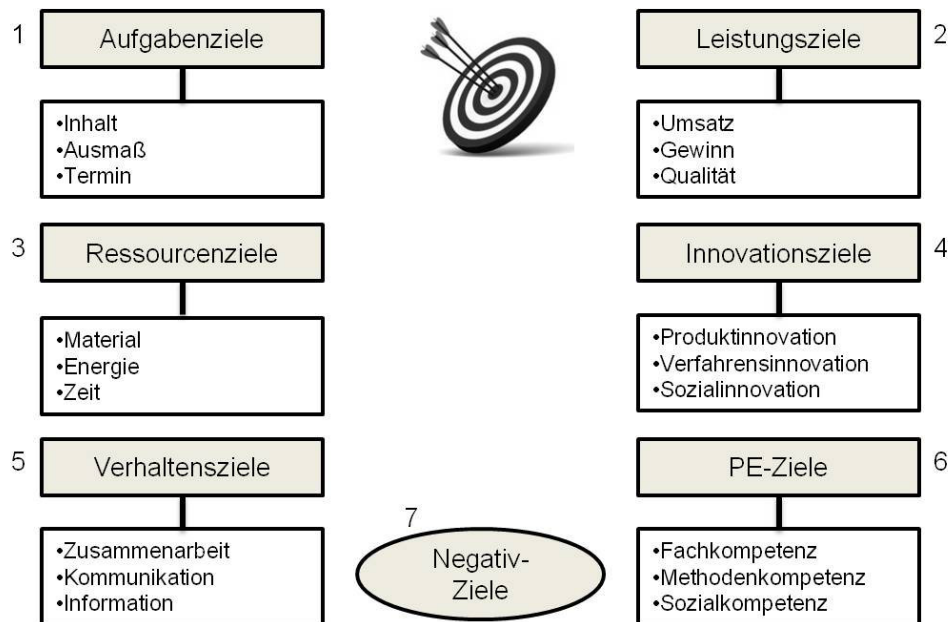 1
Aufgabenziele
•Inhalt
•Ausmaß
•Termin
2
Leistungsziele
•Umsatz
•Gewinn
•Qualität
3
Ressourcenziele
•Material
•Energie
•Zeit
4
Innovationsziele
•Produktinnovation
•Verfahrensinnovation
•Sozialinnovation
5
Verhaltensziele
•Zusammenarbeit
•Kommunikation
•Information
6
PE-Ziele
•Fachkompetenz
•Methodenkompetenz
•Sozialkompetenz
7
Negativ-
Ziele